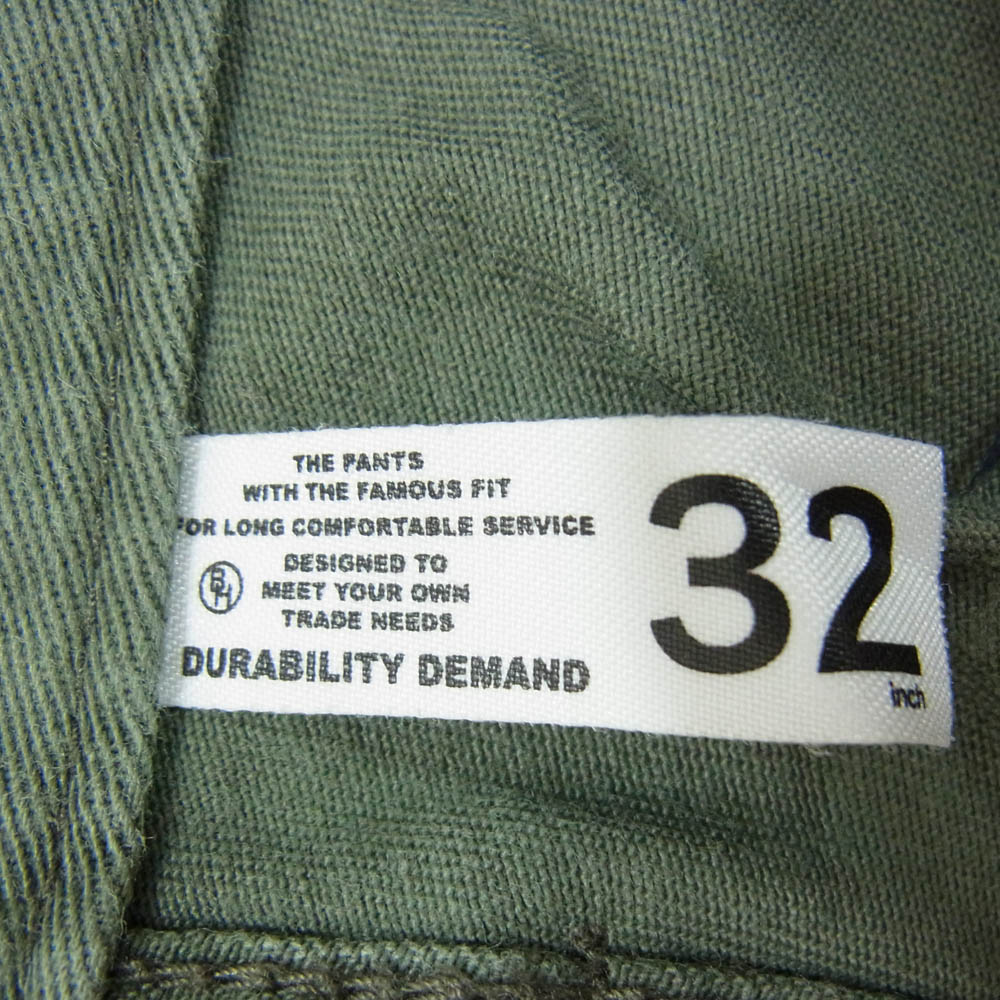 THE PANTS
WITH THE FAMOUS FIT
FOR LONG COMFORTABLE SERVICE
DESIGNED TO
MEET YOUR OWN
TRADE NEEDS
DURABILITY DEMAND
32
inch